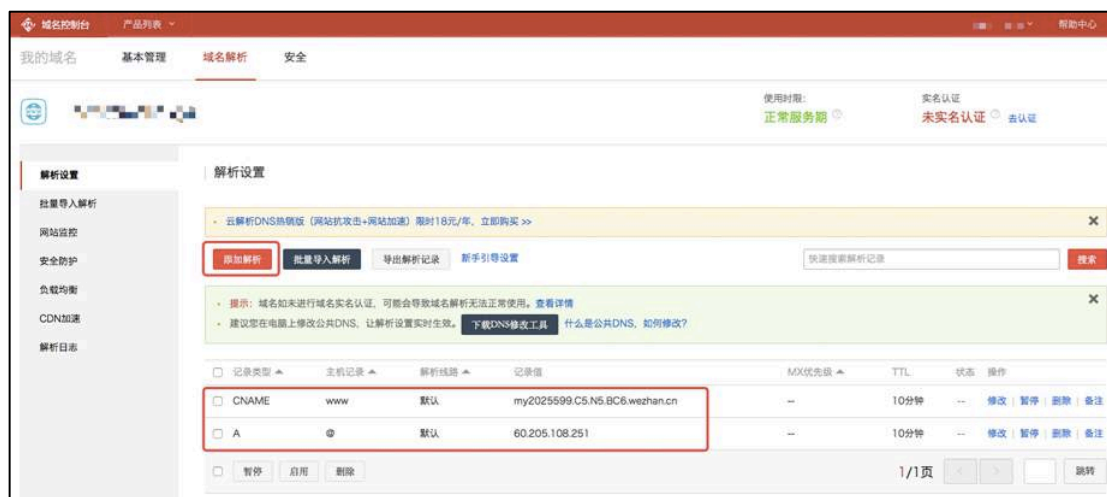 域名控制台 产品列表 帮助中心
我的域名 基本管理 域名解析 安全
使用时限: 实名认证
正常服务期 未实名认证 去认证
解析设置 解析设置
批量导入解析
云解析DNS热销版（网站抗攻击+网站加速）限时18元/年，立即购买 >>
网站监控
安全防护 添加解析 批量导入解析 导出解析记录 新手引导设置 快速搜索解析记录 搜索
负载均衡
提示：域名如未进行域名实名认证，可能会导致域名解析无法正常使用。查看详情
CDN加速
建议您在电脑上修改公共DNS，让解析设置实时生效。 下载DNS修改工具 什么是公共DNS，如何修改?
解析日志
记录类型 主机记录 解析线路 记录值 MX优先级 TTL 状态 操作
CNAME www 默认 my2025599.C5.N5.BC6.wezhan.cn -- 10分钟 -- 修改 | 暂停 | 删除 | 备注
A @ 默认 60.205.108.251 -- 10分钟 -- 修改 | 暂停 | 删除 | 备注
暂停 启用 删除 1/1页 < > 跳转